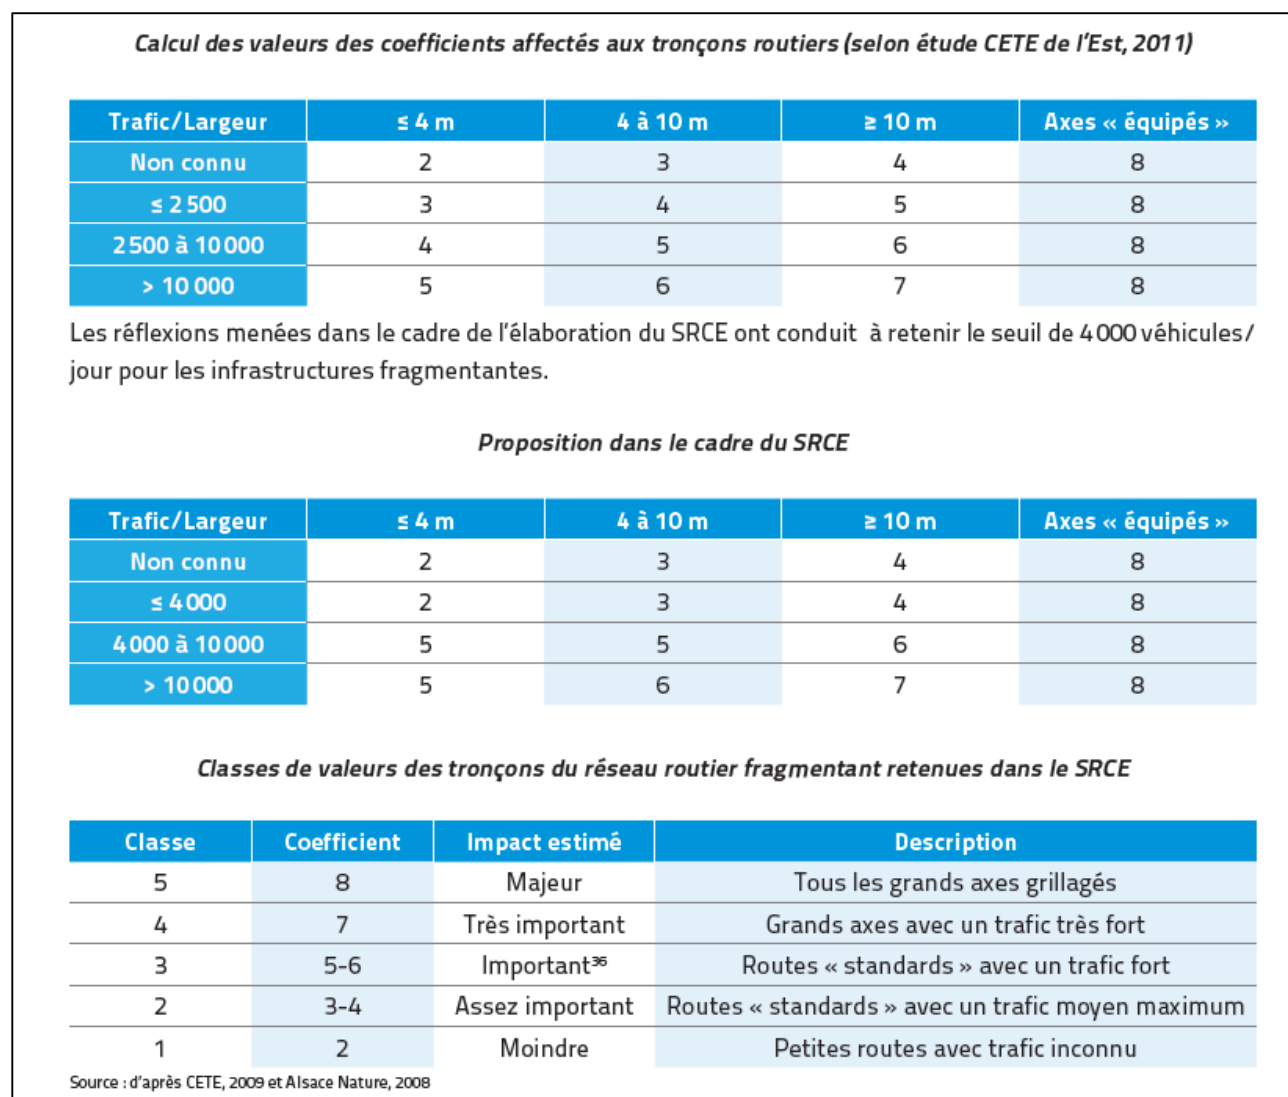 Calcul des valeurs des coefficients affectés aux tronçons routiers (selon étude CETE de l'Est, 2011)
Trafic/Largeur ≤ 4 m 4 à 10 m ≥ 10 m Axes « équipés »
Non connu 2 3 4 8
≤ 2 500 3 4 5 8
2 500 à 10 000 4 5 6 8
> 10 000 5 6 7 8
Les réflexions menées dans le cadre de l'élaboration du SRCE ont conduit à retenir le seuil de 4 000 véhicules/
jour pour les infrastructures fragmentantes.
Proposition dans le cadre du SRCE
Trafic/Largeur ≤ 4 m 4 à 10 m ≥ 10 m Axes « équipés »
Non connu 2 3 4 8
≤ 4 000 2 3 4 8
4 000 à 10 000 5 5 6 8
> 10 000 5 6 7 8
Classes de valeurs des tronçons du réseau routier fragmentant retenues dans le SRCE
Classe Coefficient Impact estimé Description
5 8 Majeur Tous les grands axes grillagés
4 7 Très important Grands axes avec un trafic très fort
3 5-6 Important³⁶ Routes « standards » avec un trafic fort
2 3-4 Assez important Routes « standards » avec un trafic moyen maximum
1 2 Moindre Petites routes avec trafic inconnu
Source : d'après CETE, 2009 et Alsace Nature, 2008